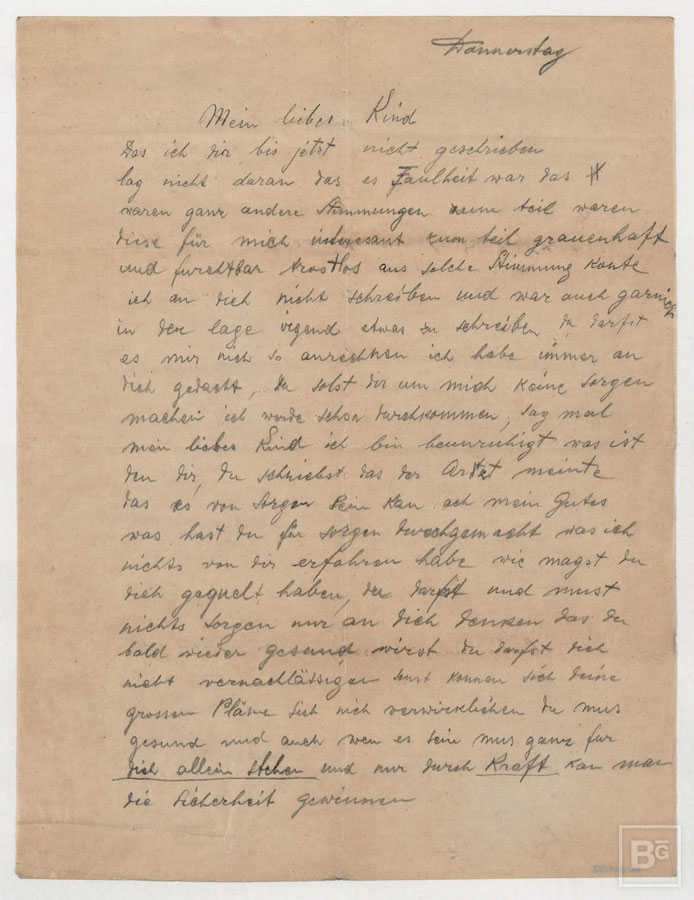 Donnerstag
Mein liebes Kind
Das ich dir bis jetzt nicht geschrieben
lag nicht daran das es Faulheit war das
waren ganz andere Stimmungen zum teil waren
diese für mich interesant zum teil grauenhaft
und furchtbar trostlos aus solche Stimmung konte
ich an dich nicht schreiben und war auch garnich
in der lage irgend etwas zu schreiben du darfst
es mir nich so anrechnen ich habe immer an
dich gedacht, du solst dir um mich keine Sorgen
machen ich werde schon durchkommen, sag mal
mein liebes Kind ich bin beunruhigt was ist
den dir, du schriebst das der Artzt meinte
das es von Sorgen sein kan ach mein Gutes
was hast du für sorgen durchgemacht was ich
nichts von dir erfahren habe wie magst du
dich gequelt haben, du darfst und must
nichts sorgen nur an dich denken das du
bald wieder gesund wirst du darfst dich
nicht vernachlässigen sonst konnen sich deine
grossen Pläne sich nich verwirklichen du mus
gesund und auch wen es sein mus ganz für
dich allein stehen und nur durch Kraft kan man
die Sicherheit gewinnen
BG